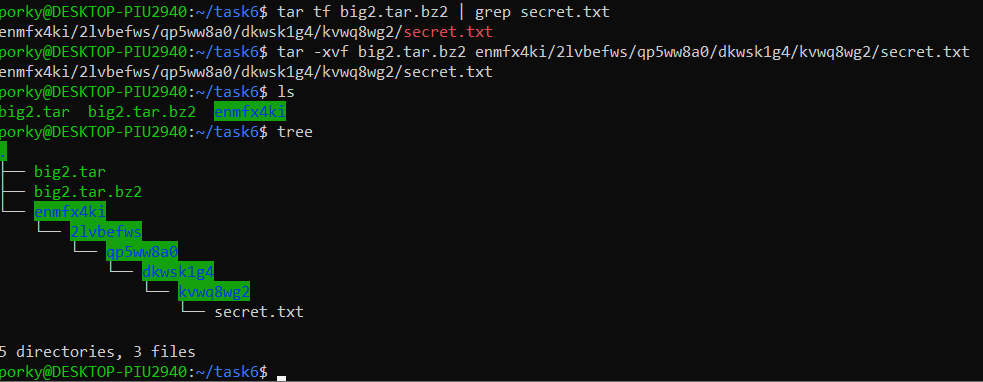 porky@DESKTOP-PIU2940:~/task6$ tar tf big2.tar.bz2 | grep secret.txt
enmfx4ki/2lvbefws/qp5ww8a0/dkwsk1g4/kvwq8wg2/secret.txt
porky@DESKTOP-PIU2940:~/task6$ tar -xvf big2.tar.bz2 enmfx4ki/2lvbefws/qp5ww8a0/dkwsk1g4/kvwq8wg2/secret.txt
enmfx4ki/2lvbefws/qp5ww8a0/dkwsk1g4/kvwq8wg2/secret.txt
porky@DESKTOP-PIU2940:~/task6$ ls
big2.tar  big2.tar.bz2  enmfx4ki
porky@DESKTOP-PIU2940:~/task6$ tree
.
├── big2.tar
├── big2.tar.bz2
└── enmfx4ki
    └── 2lvbefws
        └── qp5ww8a0
            └── dkwsk1g4
                └── kvwq8wg2
                    └── secret.txt
5 directories, 3 files
porky@DESKTOP-PIU2940:~/task6$